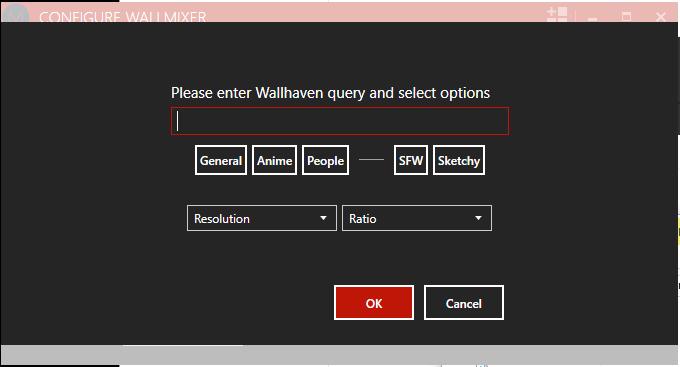 CONFIGURE WALLMIXER
Please enter Wallhaven query and select options
General Anime People SFW Sketchy
Resolution Ratio
OK Cancel